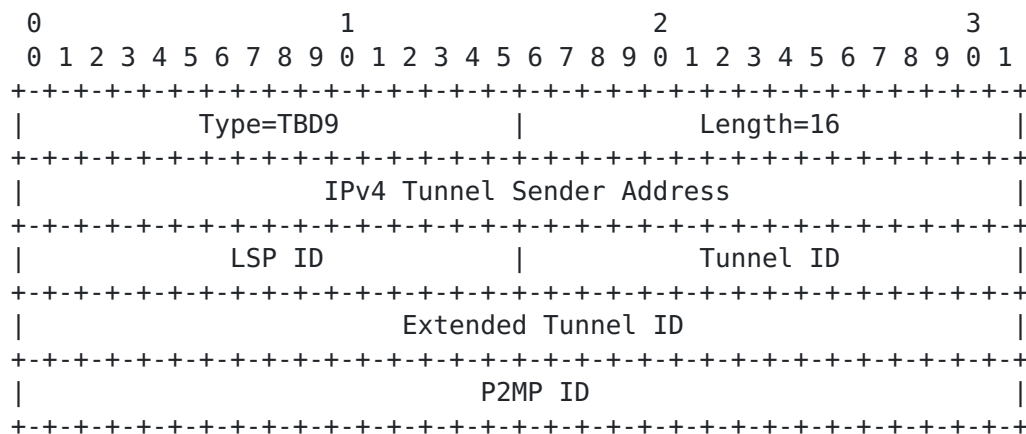 0                   1                   2                   3
 0 1 2 3 4 5 6 7 8 9 0 1 2 3 4 5 6 7 8 9 0 1 2 3 4 5 6 7 8 9 0 1
+-+-+-+-+-+-+-+-+-+-+-+-+-+-+-+-+-+-+-+-+-+-+-+-+-+-+-+-+-+-+-+-+
|           Type=TBD9           |           Length=16           |
+-+-+-+-+-+-+-+-+-+-+-+-+-+-+-+-+-+-+-+-+-+-+-+-+-+-+-+-+-+-+-+-+
|                   IPv4 Tunnel Sender Address                  |
+-+-+-+-+-+-+-+-+-+-+-+-+-+-+-+-+-+-+-+-+-+-+-+-+-+-+-+-+-+-+-+-+
|             LSP ID            |           Tunnel ID           |
+-+-+-+-+-+-+-+-+-+-+-+-+-+-+-+-+-+-+-+-+-+-+-+-+-+-+-+-+-+-+-+-+
|                        Extended Tunnel ID                     |
+-+-+-+-+-+-+-+-+-+-+-+-+-+-+-+-+-+-+-+-+-+-+-+-+-+-+-+-+-+-+-+-+
|                             P2MP ID                           |
+-+-+-+-+-+-+-+-+-+-+-+-+-+-+-+-+-+-+-+-+-+-+-+-+-+-+-+-+-+-+-+-+